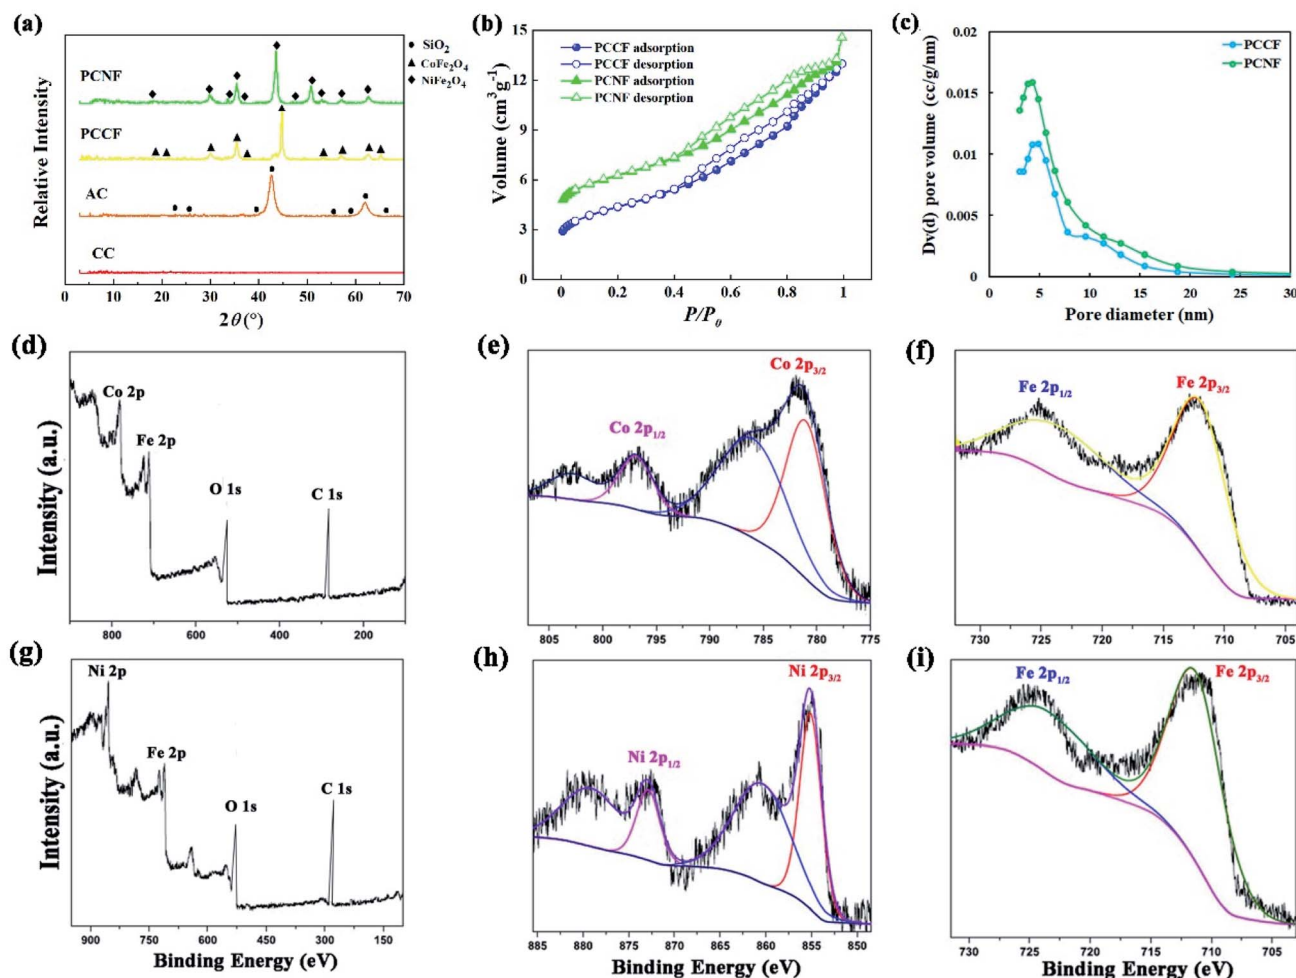 (a)
PCNF
PCCF
AC
CC
SiO2
CoFe2O4
NiFe2O4
Relative Intensity
0 10 20 30 40 50 60 70
2θ (°)
(b)
15
12
9
6
3
0
PCCF adsorption
PCCF desorption
PCNF adsorption
PCNF desorption
Volume (cm3g-1)
0 0.2 0.4 0.6 0.8 1
P/P0
(c)
0.02
0.015
0.01
0.005
0
PCCF
PCNF
Dv(d) pore volume (cc/g/nm)
0 5 10 15 20 25 30
Pore diameter (nm)
(d)
Co 2p
Fe 2p
O 1s
C 1s
Intensity (a.u.)
800 600 400 200
(e)
Co 2p3/2
Co 2p1/2
805 800 795 790 785 780 775
(f)
Fe 2p1/2
Fe 2p3/2
730 725 720 715 710 705
(g)
Ni 2p
Fe 2p
O 1s
C 1s
Intensity (a.u.)
900 750 600 450 300 150
Binding Energy (eV)
(h)
Ni 2p3/2
Ni 2p1/2
885 880 875 870 865 860 855 850
Binding Energy (eV)
(i)
Fe 2p1/2
Fe 2p3/2
730 725 720 715 710 705
Binding Energy (eV)